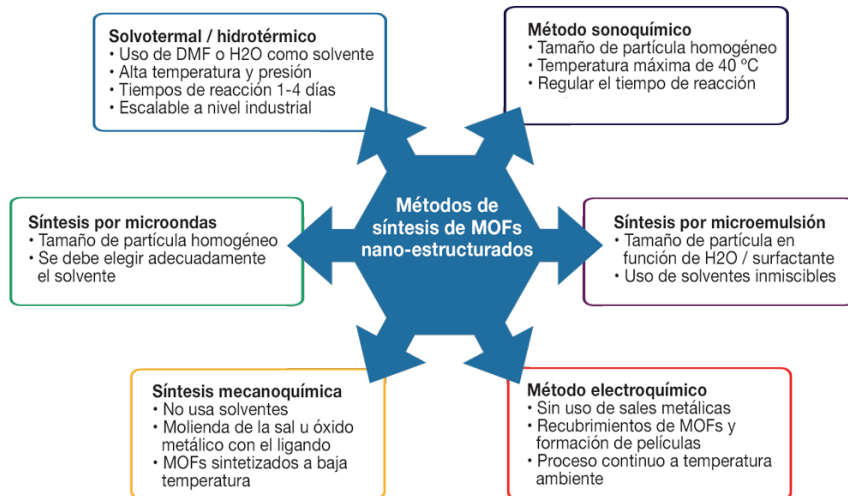 Solvotermal / hidrotérmico
• Uso de DMF o H2O como solvente
• Alta temperatura y presión
• Tiempos de reacción 1-4 días
• Escalable a nivel industrial
Método sonoquímico
• Tamaño de partícula homogéneo
• Temperatura máxima de 40 ºC
• Regular el tiempo de reacción
Métodos de
síntesis de MOFs
nano-estructurados
Síntesis por microondas
• Tamaño de partícula homogéneo
• Se debe elegir adecuadamente
el solvente
Síntesis por microemulsión
• Tamaño de partícula en
función de H2O / surfactante
• Uso de solventes inmiscibles
Síntesis mecanoquímica
• No usa solventes
• Molienda de la sal u óxido
metálico con el ligando
• MOFs sintetizados a baja
temperatura
Método electroquímico
• Sin uso de sales metálicas
• Recubrimientos de MOFs y
formación de películas
• Proceso continuo a temperatura
ambiente